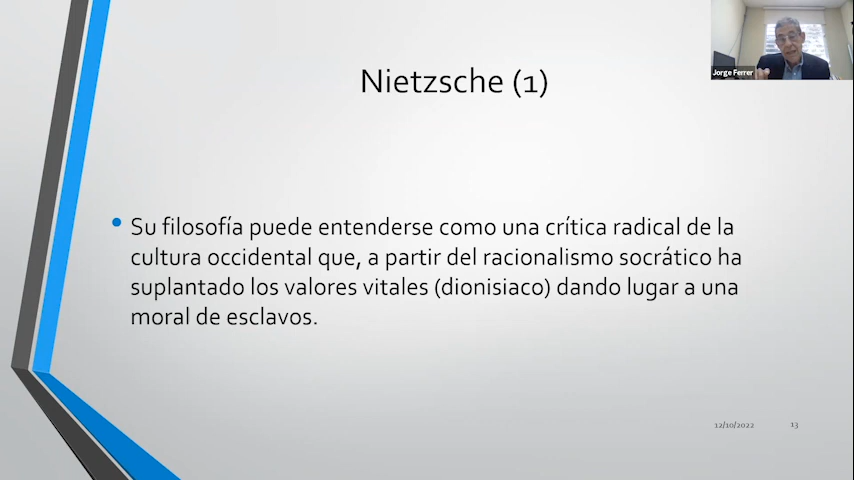 Jorge Ferrer
Nietzsche (1)
• Su filosofía puede entenderse como una crítica radical de la
cultura occidental que, a partir del racionalismo socrático ha
suplantado los valores vitales (dionisiaco) dando lugar a una
moral de esclavos.
12/10/2022 13